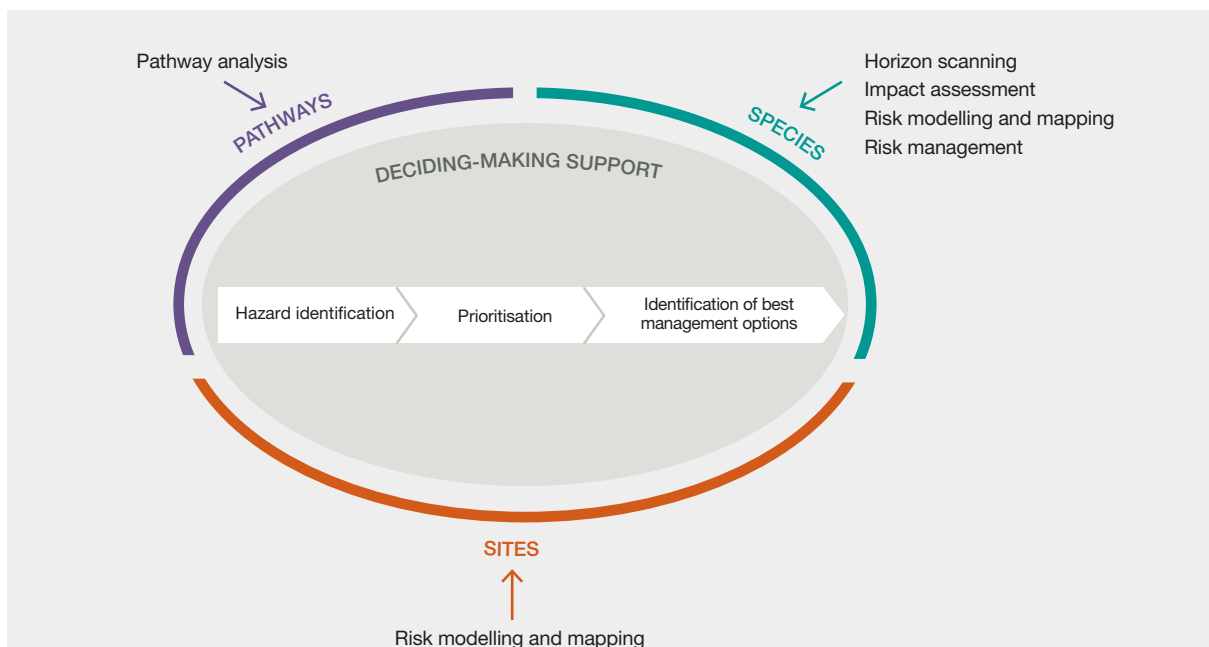 Pathway analysis
PATHWAYS
Horizon scanning
Impact assessment
Risk modelling and mapping
Risk management
SPECIES
DECIDING-MAKING SUPPORT
Hazard identification
Prioritisation
Identification of best
management options
SITES
Risk modelling and mapping